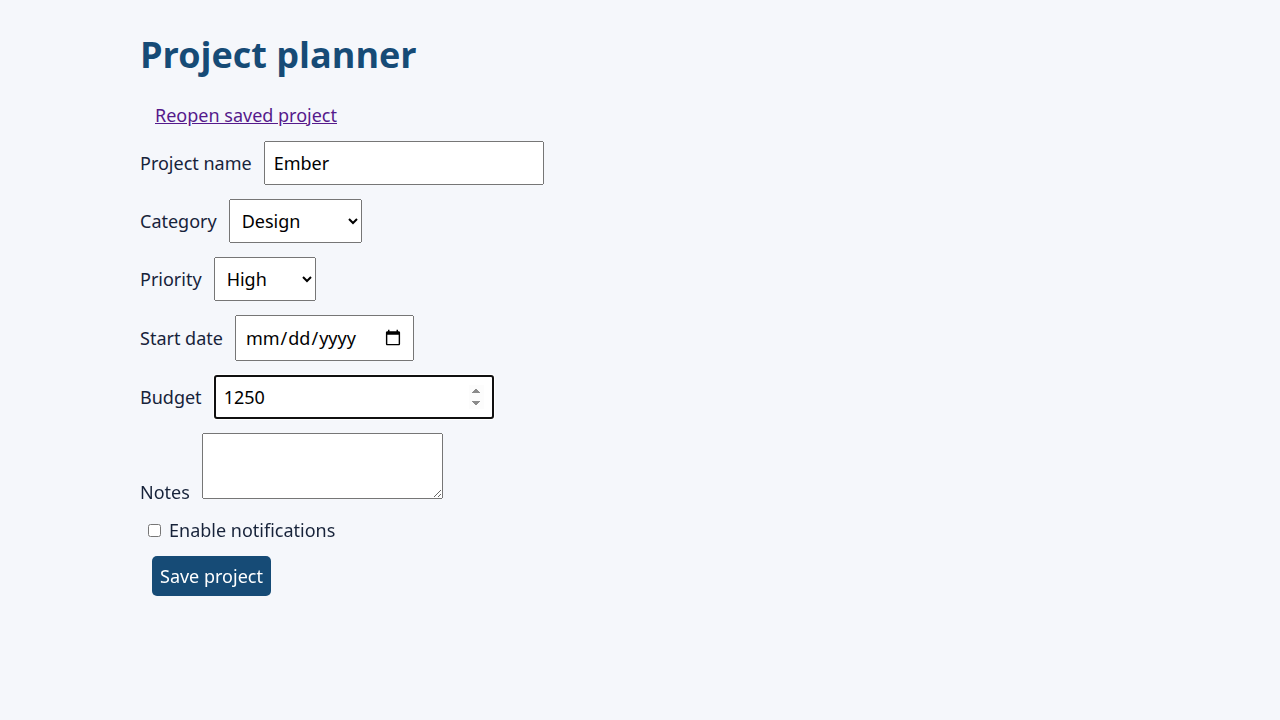 Project planner
Reopen saved project
Project name Ember
Category Design
Priority High
Start date mm/dd/yyyy
Budget 1250
Notes
Enable notifications
Save project